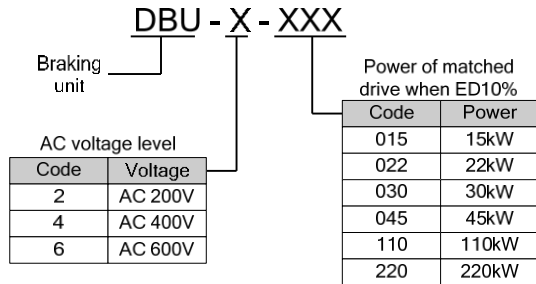 DBU - X - XXX
Braking
unit
Power of matched
drive when ED10%
Code Power
015 15kW
022 22kW
030 30kW
045 45kW
110 110kW
220 220kW
AC voltage level
Code Voltage
2 AC 200V
4 AC 400V
6 AC 600V